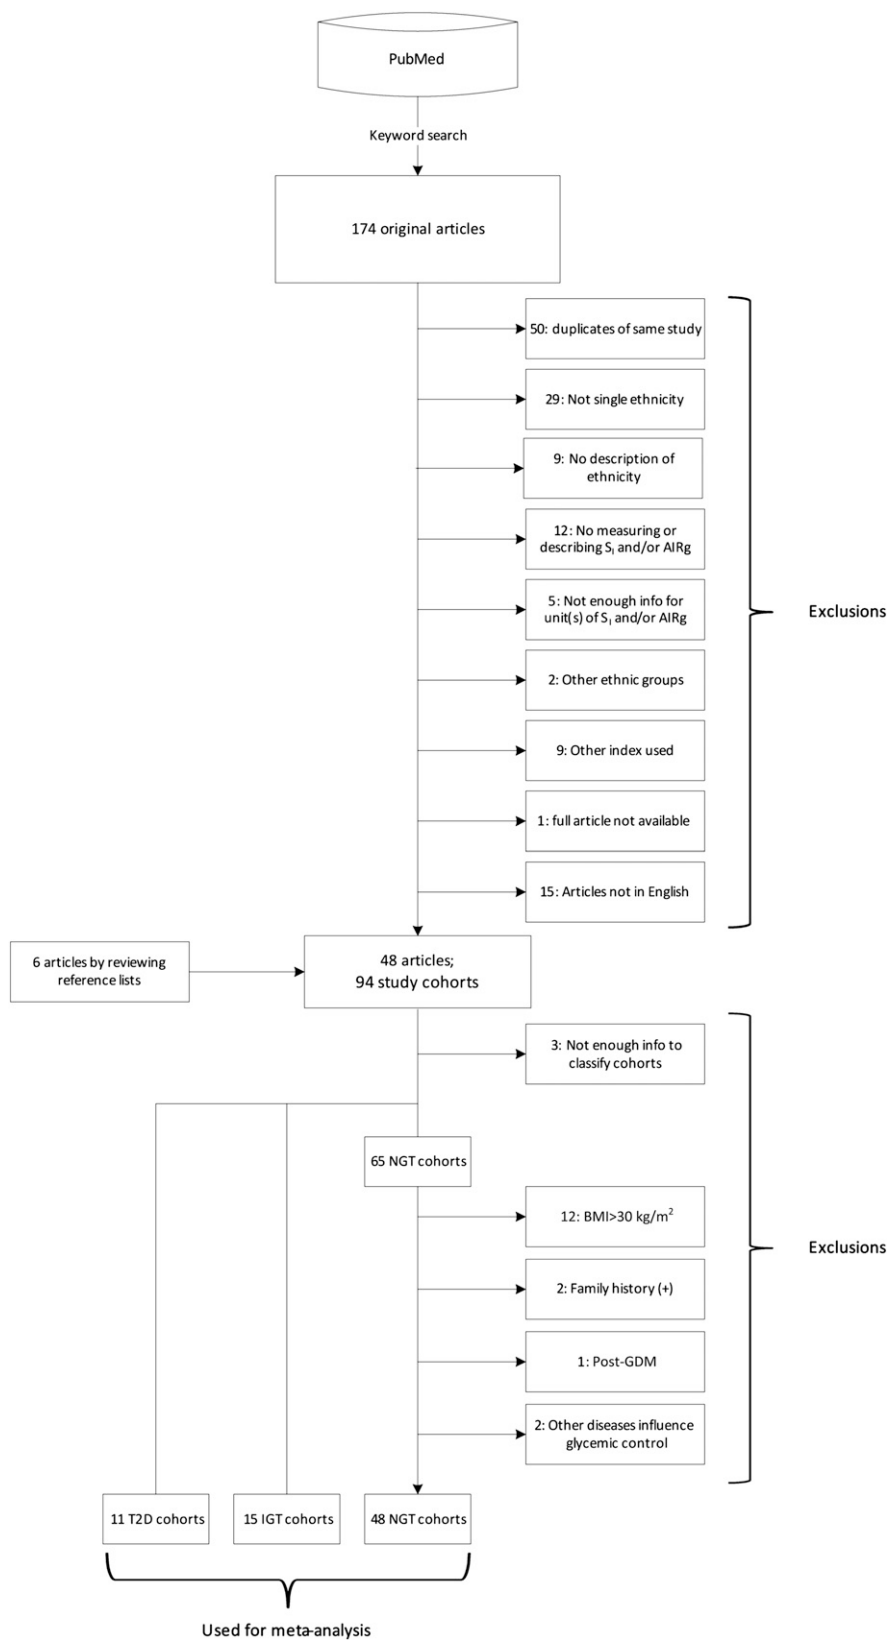 PubMed
Keyword search
174 original articles
50: duplicates of same study
29: Not single ethnicity
9: No description of
ethnicity
12: No measuring or
describing SI and/or AIRg
5: Not enough info for
unit(s) of SI and/or AIRg
2: Other ethnic groups
9: Other index used
1: full article not available
15: Articles not in English
Exclusions
6 articles by reviewing
reference lists
48 articles;
94 study cohorts
3: Not enough info to
classify cohorts
65 NGT cohorts
12: BMI>30 kg/m²
2: Family history (+)
1: Post-GDM
2: Other diseases influence
glycemic control
Exclusions
11 T2D cohorts
15 IGT cohorts
48 NGT cohorts
Used for meta-analysis